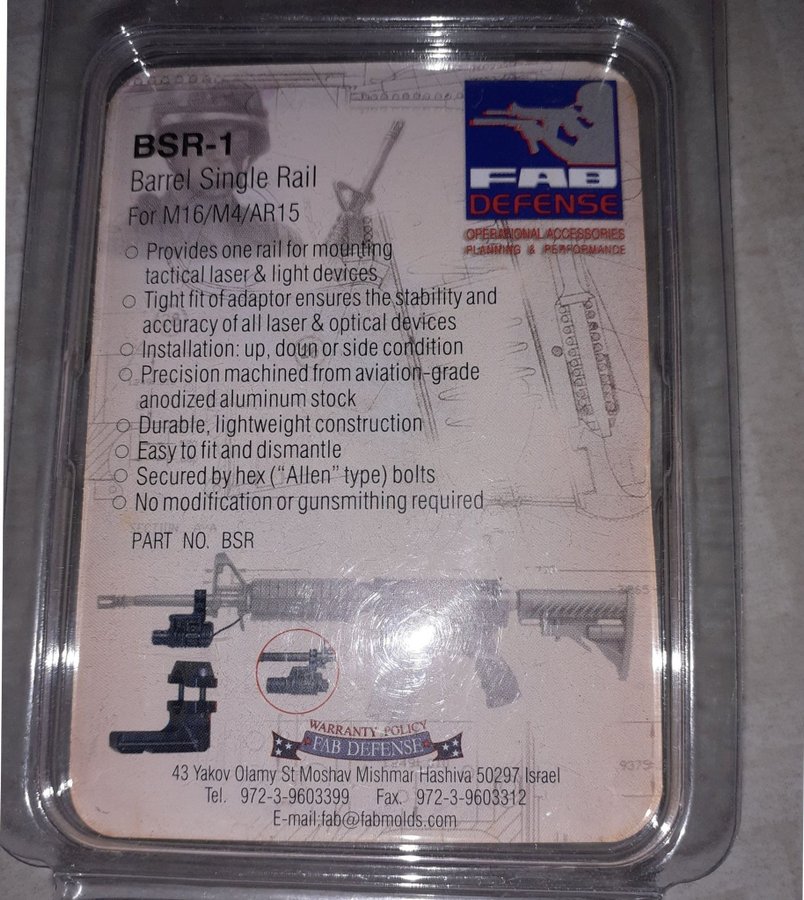 BSR-1
Barrel Single Rail
For M16/M4/AR15
FAB
DEFENSE
OPERATIONAL ACCESSORIES
PLANNING & PERFORMANCE
○ Provides one rail for mounting
tactical laser & light devices
○ Tight fit of adaptor ensures the stability and
accuracy of all laser & optical devices
○ Installation: up, down or side condition
○ Precision machined from aviation-grade
anodized aluminum stock
○ Durable, lightweight construction
○ Easy to fit and dismantle
○ Secured by hex ("Allen" type) bolts
○ No modification or gunsmithing required
SECTION A-A
PART NO. BSR
WARRANTY POLICY
FAB DEFENSE
43 Yakov Olamy St Moshav Mishmar Hashiva 50297 Israel
Tel. 972-3-9603399 Fax. 972-3-9603312
E-mail:fab@fabmolds.com